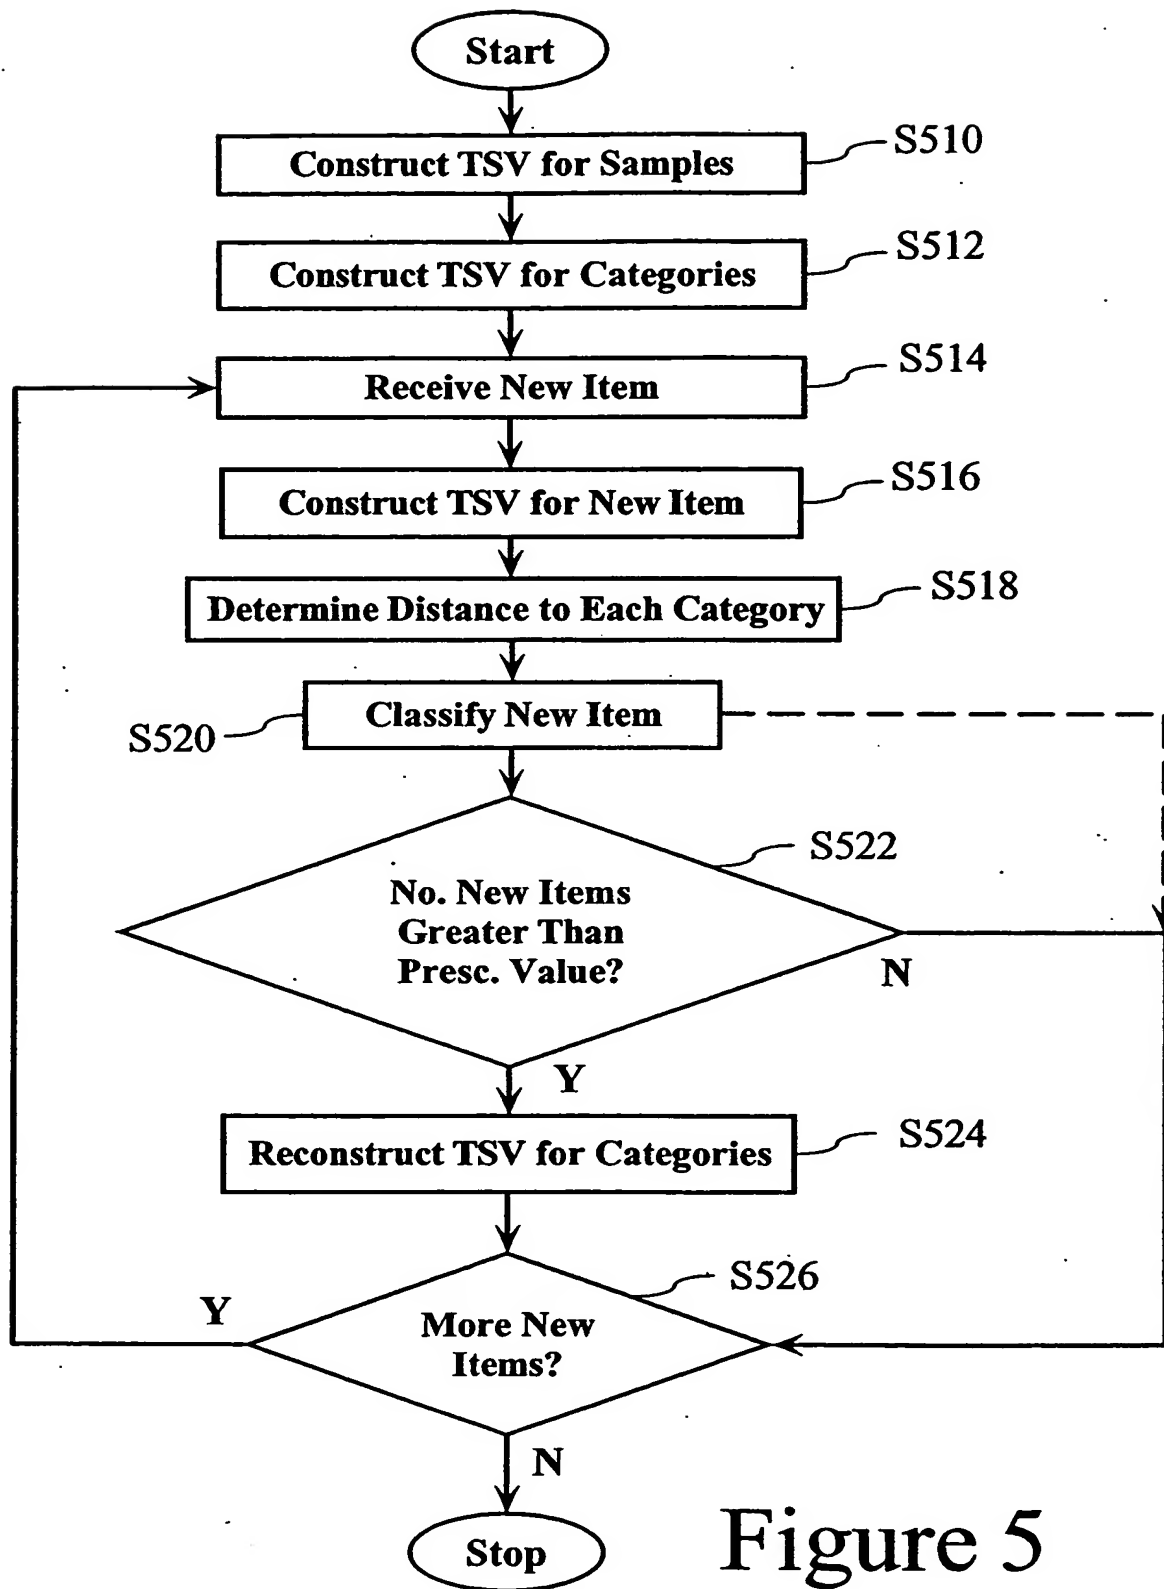 Start
Construct TSV for Samples
S510
Construct TSV for Categories
S512
Receive New Item
S514
Construct TSV for New Item
S516
Determine Distance to Each Category
S518
Classify New Item
S520
No. New Items
Greater Than
Presc. Value?
S522
N
Y
Reconstruct TSV for Categories
S524
More New
Items?
S526
Y
N
Stop
Figure 5